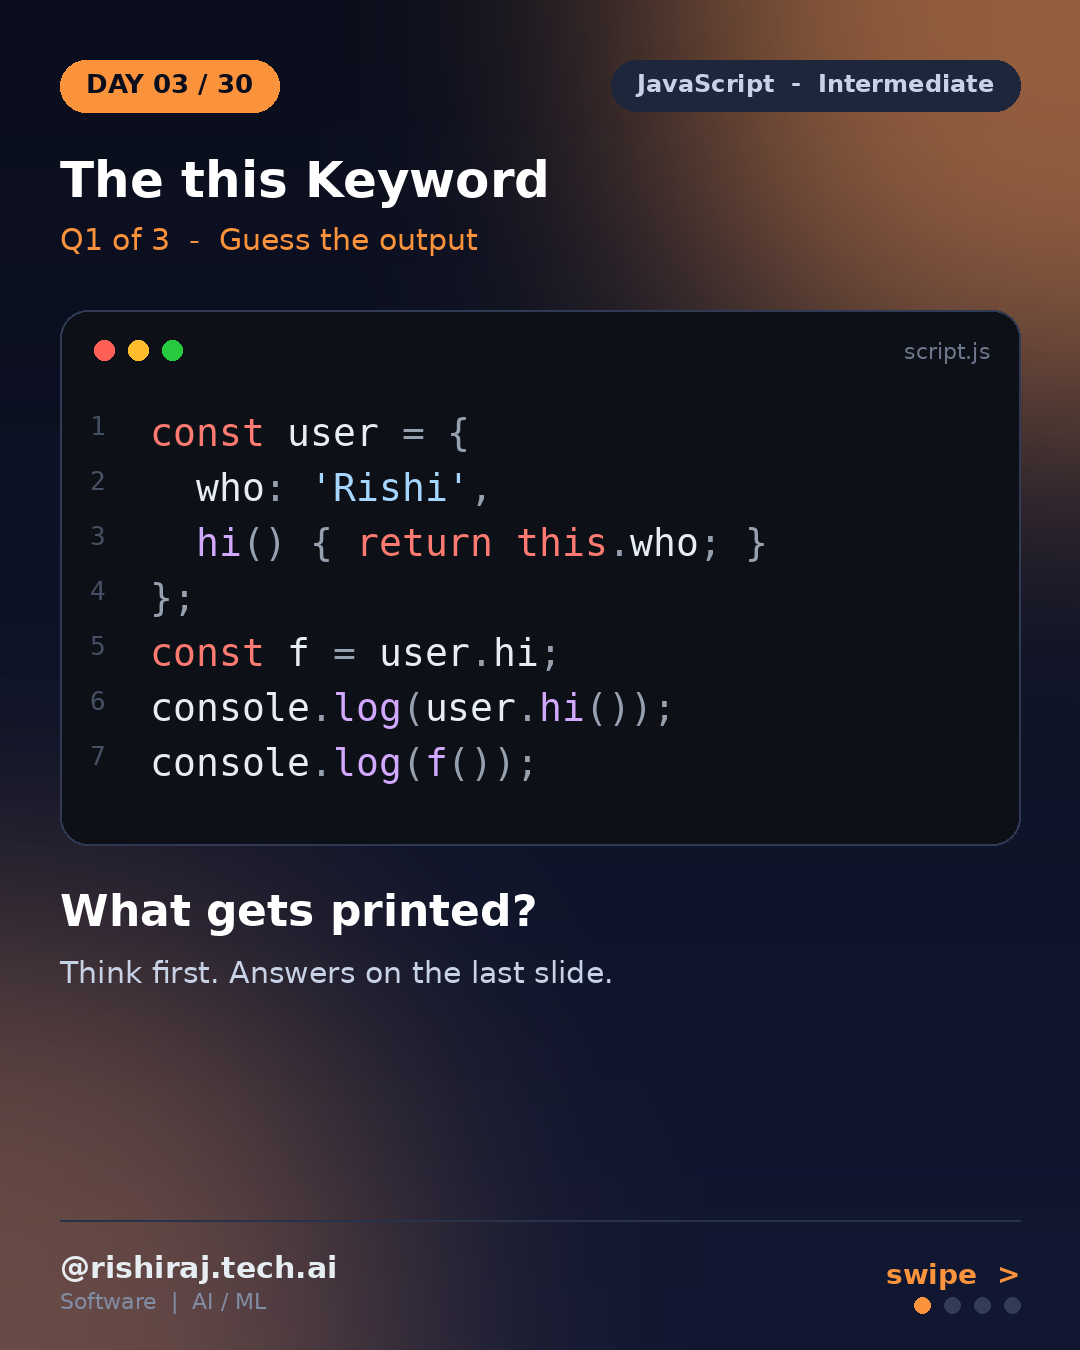 DAY 03 / 30
JavaScript - Intermediate
The this Keyword
Q1 of 3 - Guess the output
script.js
1 const user = {
2   who: 'Rishi',
3   hi() { return this.who; }
4 };
5 const f = user.hi;
6 console.log(user.hi());
7 console.log(f());
What gets printed?
Think first. Answers on the last slide.
@rishiraj.tech.ai
Software | AI / ML
swipe >